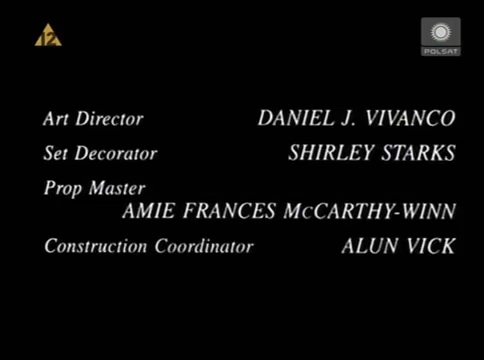 12
POLSAT
Art Director DANIEL J. VIVANCO
Set Decorator SHIRLEY STARKS
Prop Master
AMIE FRANCES McCARTHY-WINN
Construction Coordinator ALUN VICK